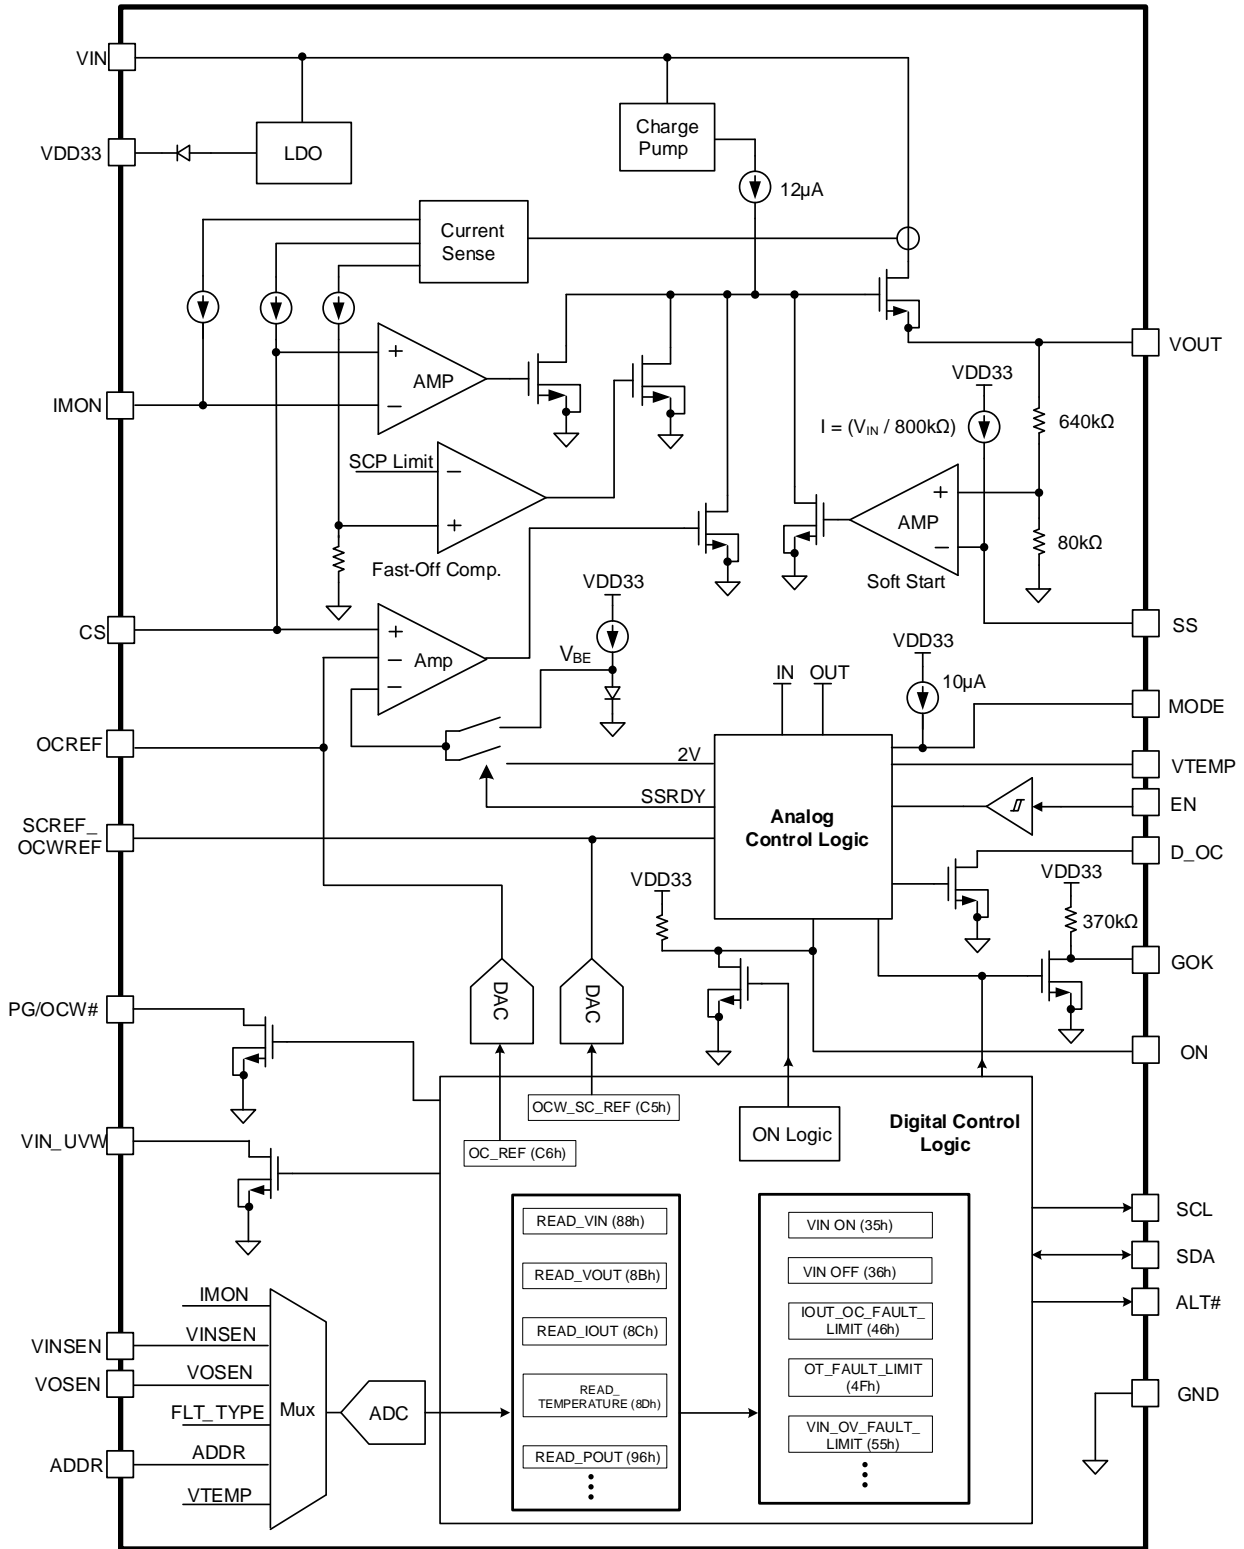 VIN
VDD33
LDO
Charge
Pump
12µA
Current
Sense
VOUT
VDD33
AMP
IMON
I = (VIN / 800kΩ)
640kΩ
SCP Limit
AMP
80kΩ
Fast-Off Comp.
Soft Start
VDD33
CS
SS
VDD33
VBE
Amp
IN
OUT
10µA
MODE
OCREF
2V
VTEMP
SSRDY
EN
SCREF_
OCWREF
Analog
Control Logic
D_OC
VDD33
VDD33
370kΩ
GOK
DAC
DAC
PG/OCW#
ON
OCW_SC_REF (C5h)
Digital Control
Logic
ON Logic
VIN_UVW
OC_REF (C6h)
READ_VIN (88h)
VIN ON (35h)
SCL
READ_VOUT (8Bh)
VIN OFF (36h)
SDA
IMON
IOUT_OC_FAULT_
LIMIT (46h)
ALT#
VINSEN
VINSEN
READ_IOUT (8Ch)
VOSEN
VOSEN
OT_FAULT_LIMIT
(4Fh)
GND
READ_
TEMPERATURE (8Dh)
FLT_TYPE
Mux
ADC
VIN_OV_FAULT_
LIMIT (55h)
ADDR
ADDR
READ_POUT (96h)
VTEMP